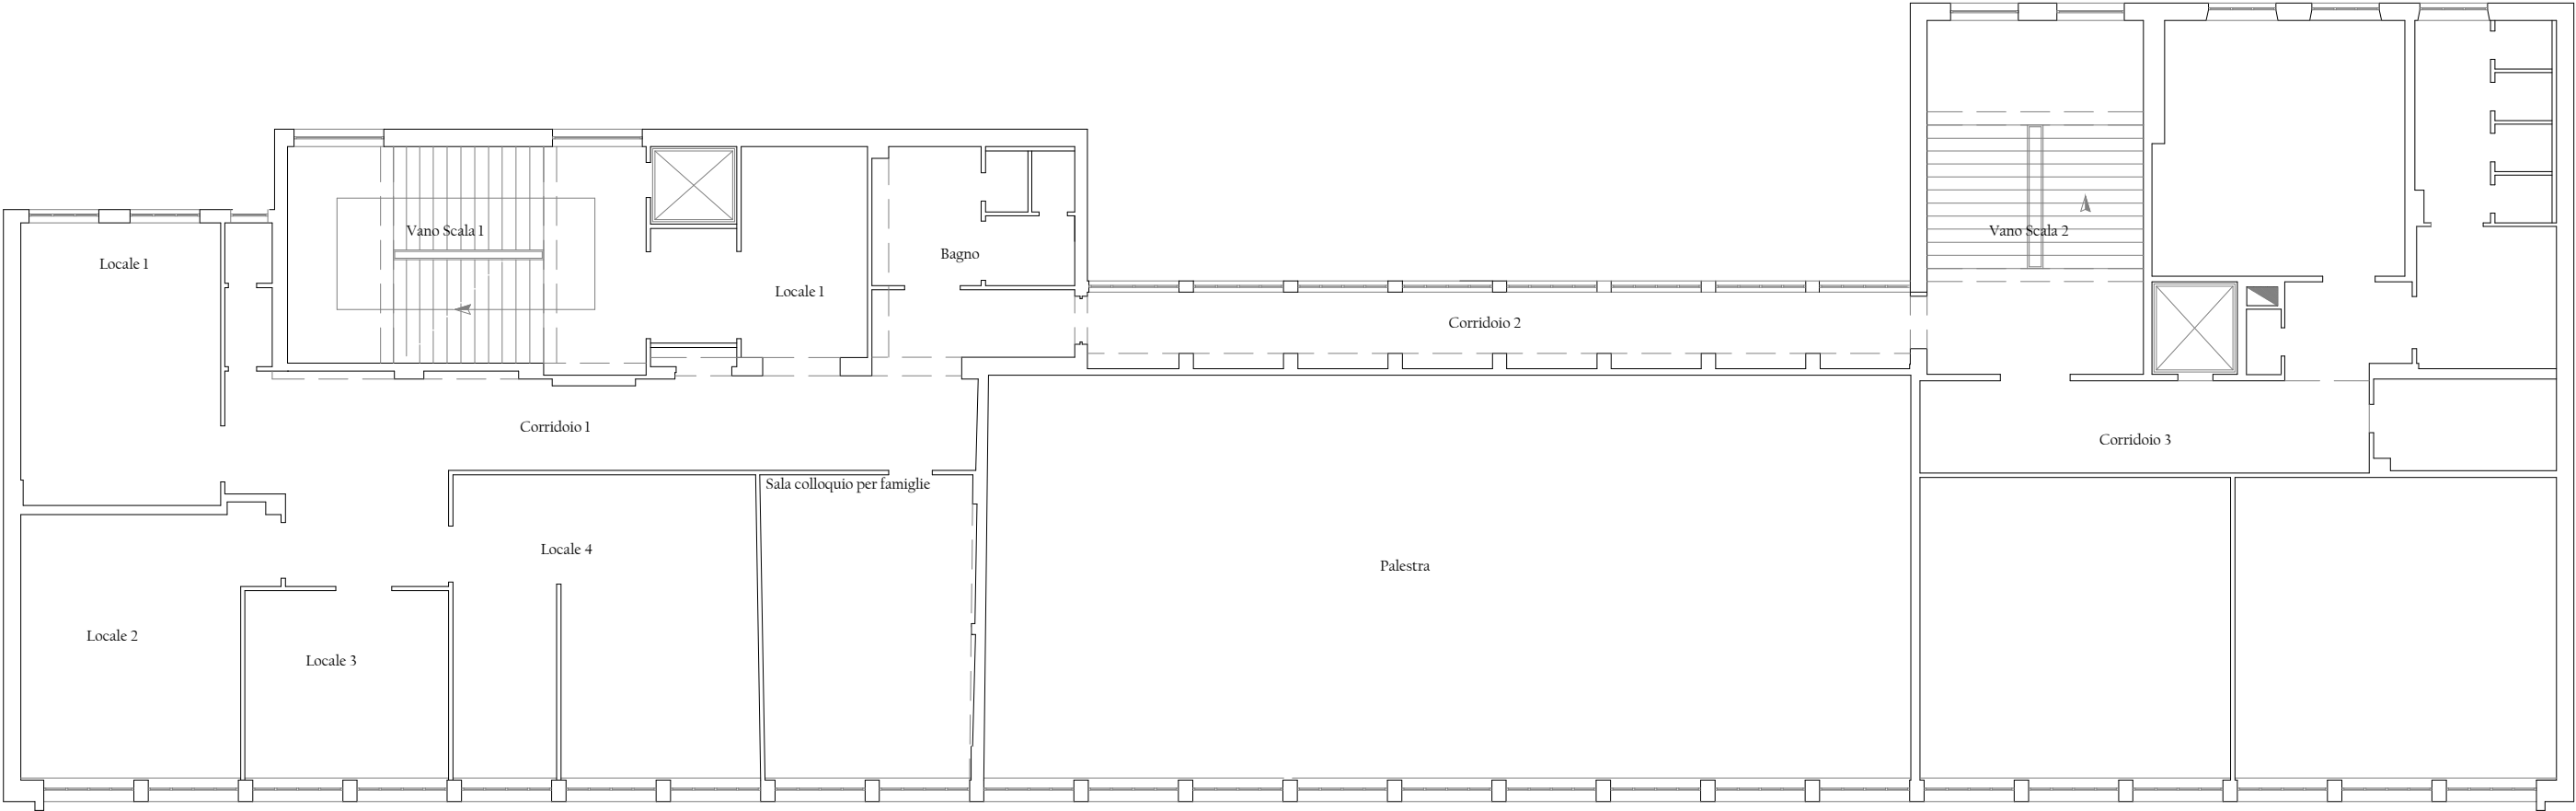 Vano Scala 1
Vano Scala 2
Locale 1
Bagno
Locale 1
Corridoio 2
Corridoio 1
Corridoio 3
Sala colloquio per famiglie
Locale 4
Palestra
Locale 2
Locale 3